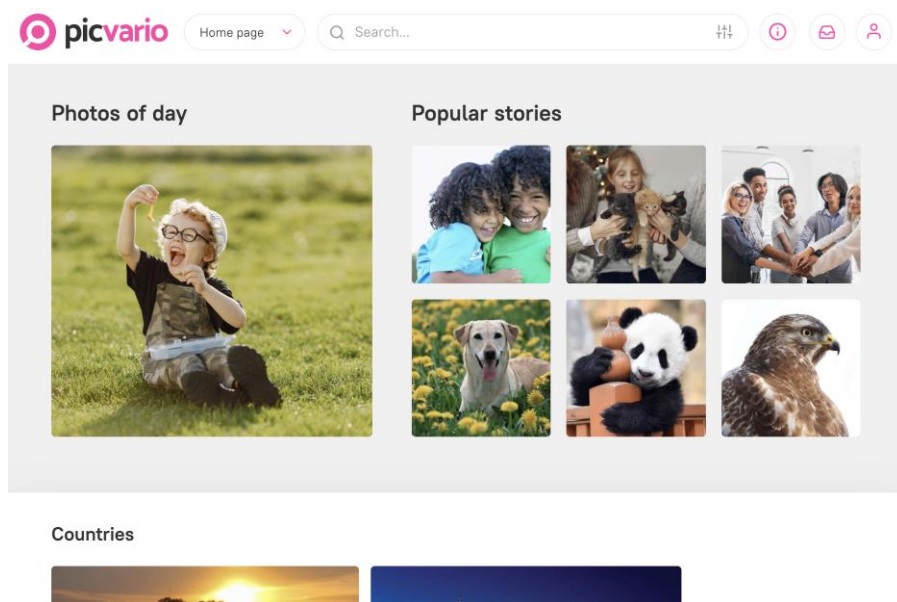 picvario
Home page
Search...
Photos of day
Popular stories
Countries